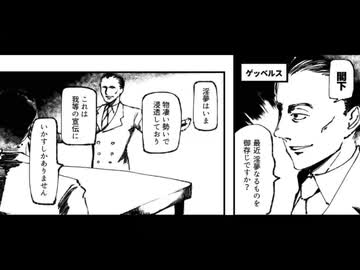 閣下
ゲッベルス
最近 淫夢なるものを
御存じですか？
淫夢はいま
物凄い勢いで
浸透しており
これは
我等の宣伝に
いかすしかありません